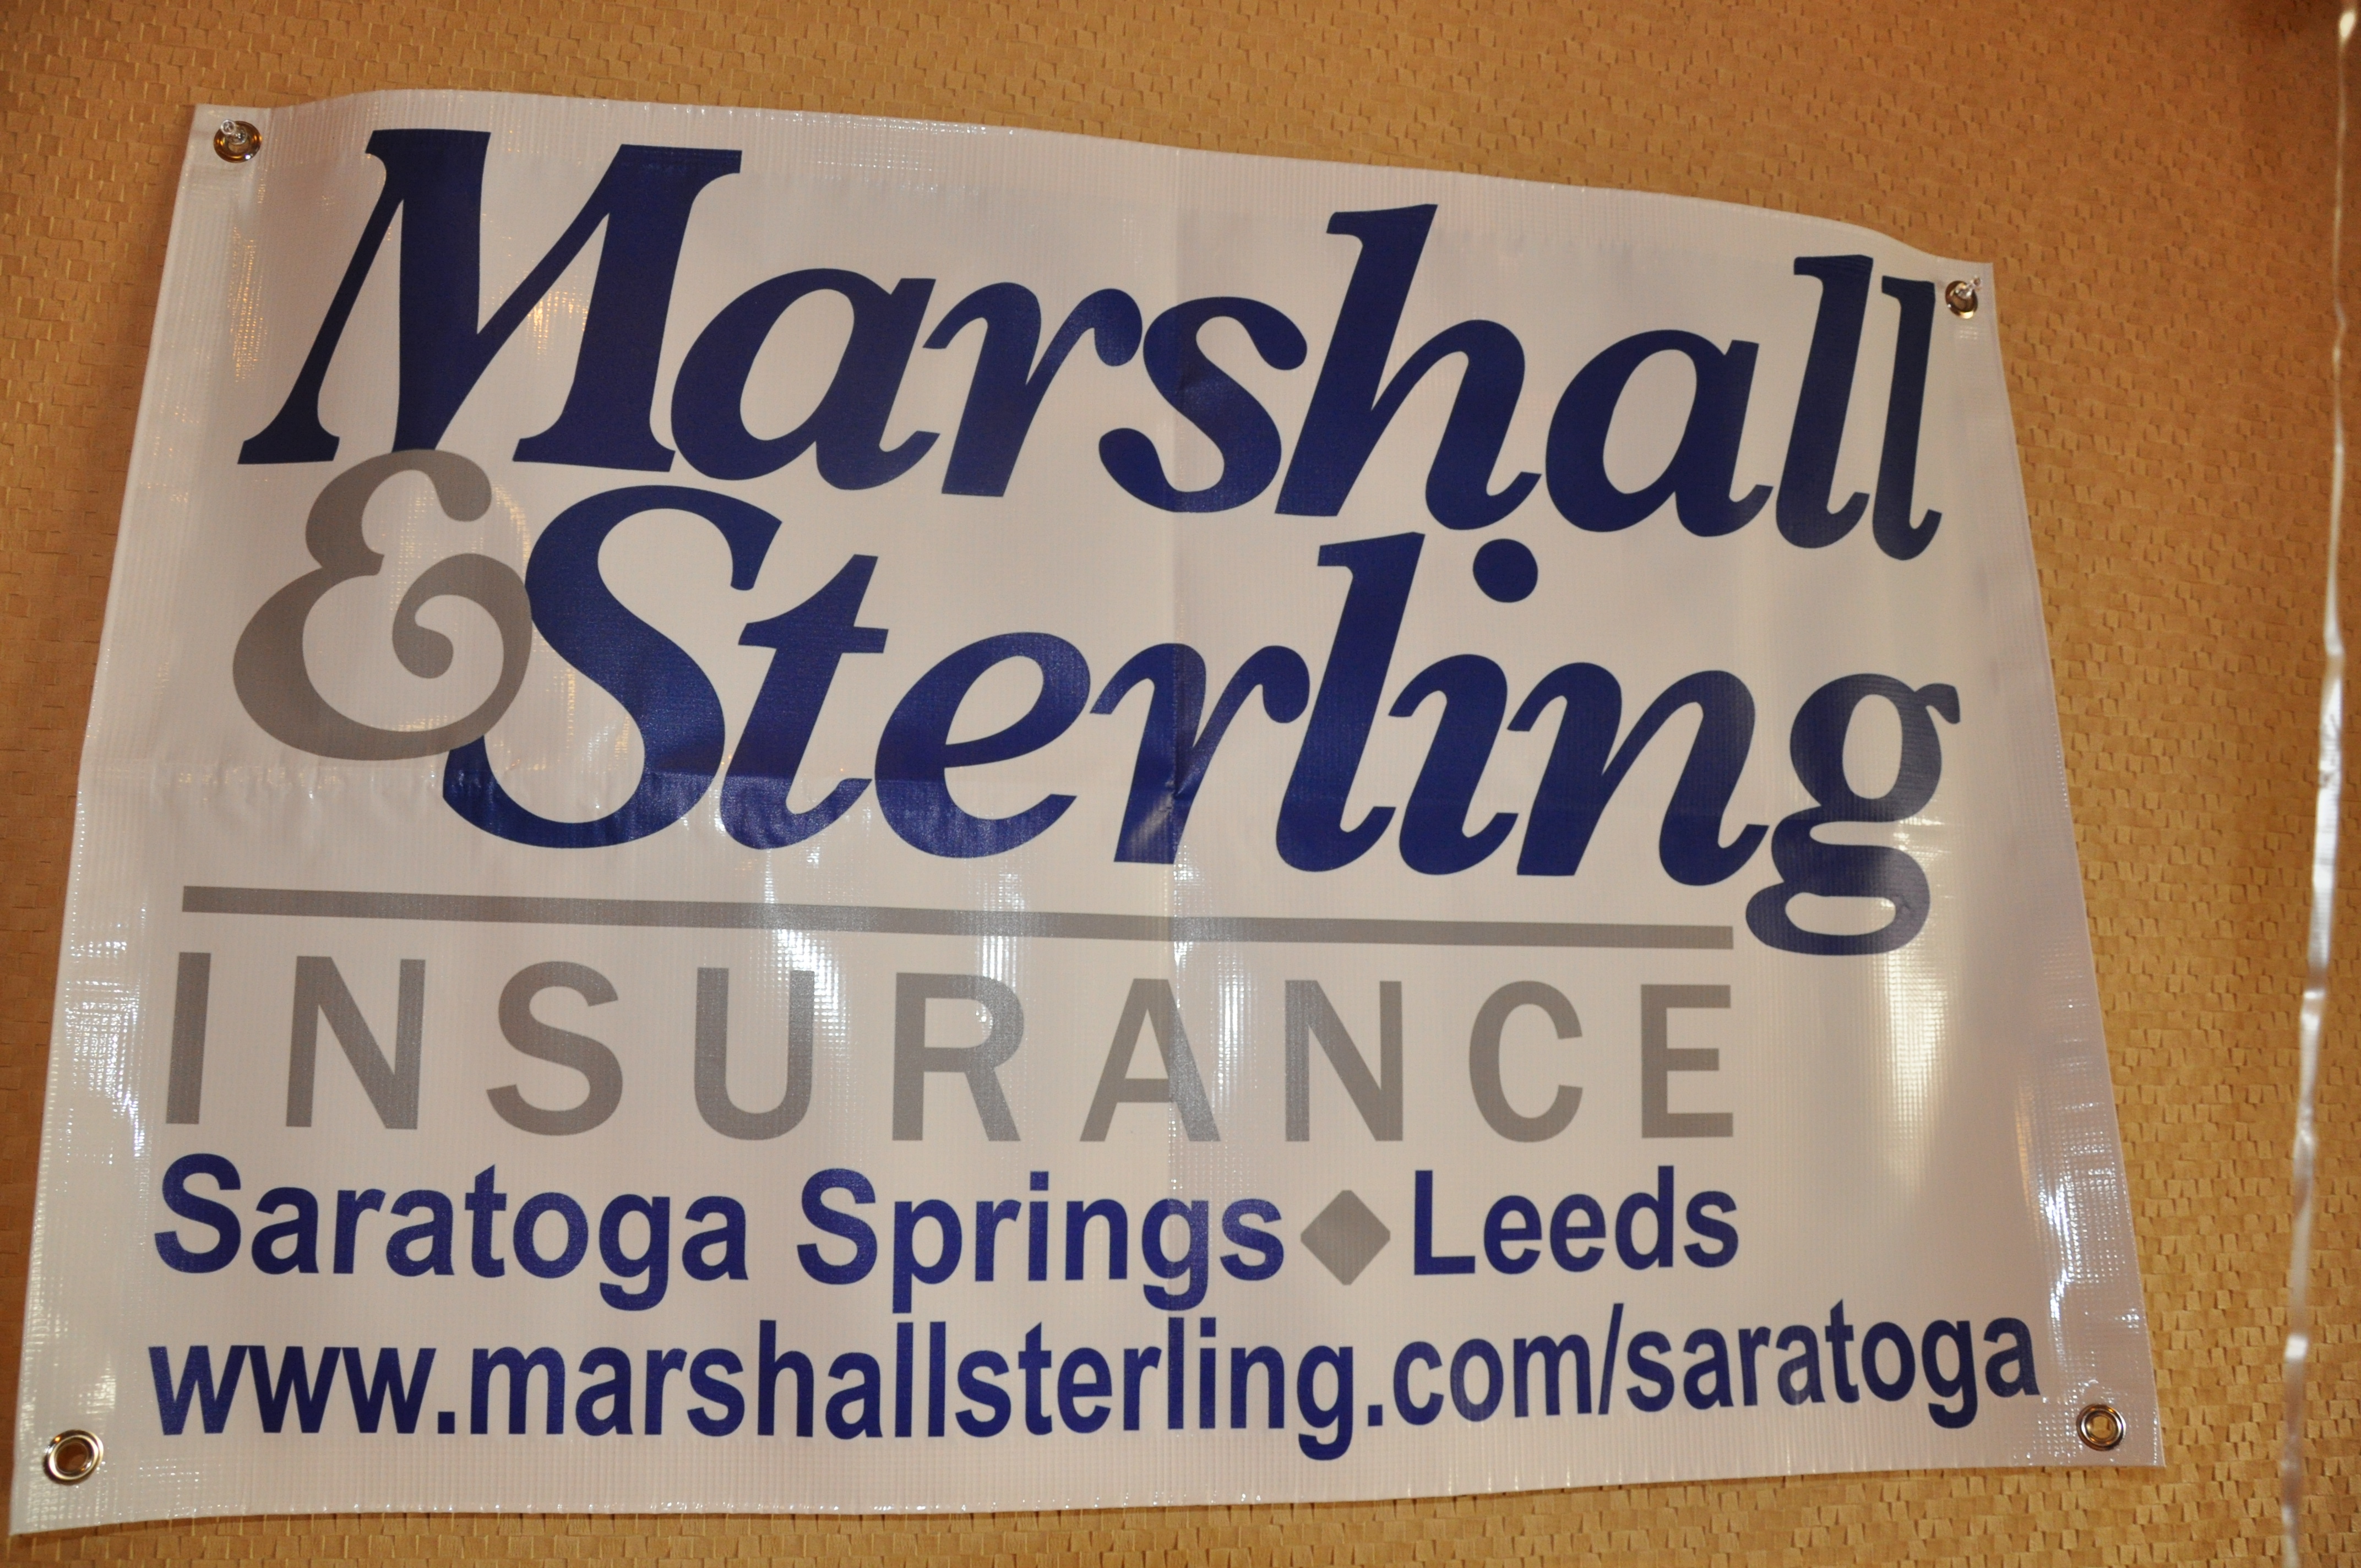 Marshall
& Sterling
INSURANCE
Saratoga Springs◆Leeds
www.marshallsterling.com/saratoga